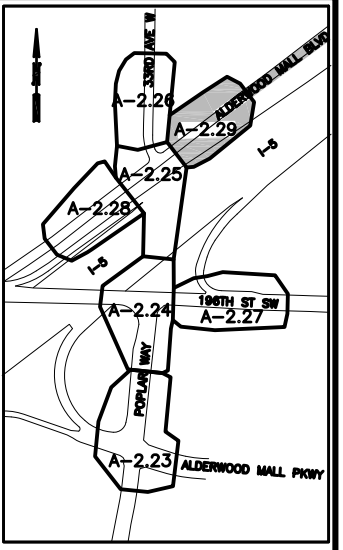 33RD AVE W
ALDERWOOD MALL BLVD
A-2.26
A-2.29
I-5
A-2.25
A-2.28
I-5
196TH ST SW
A-2.27
A-2.24
POPLAR WAY
A-2.23
ALDERWOOD MALL PKWY